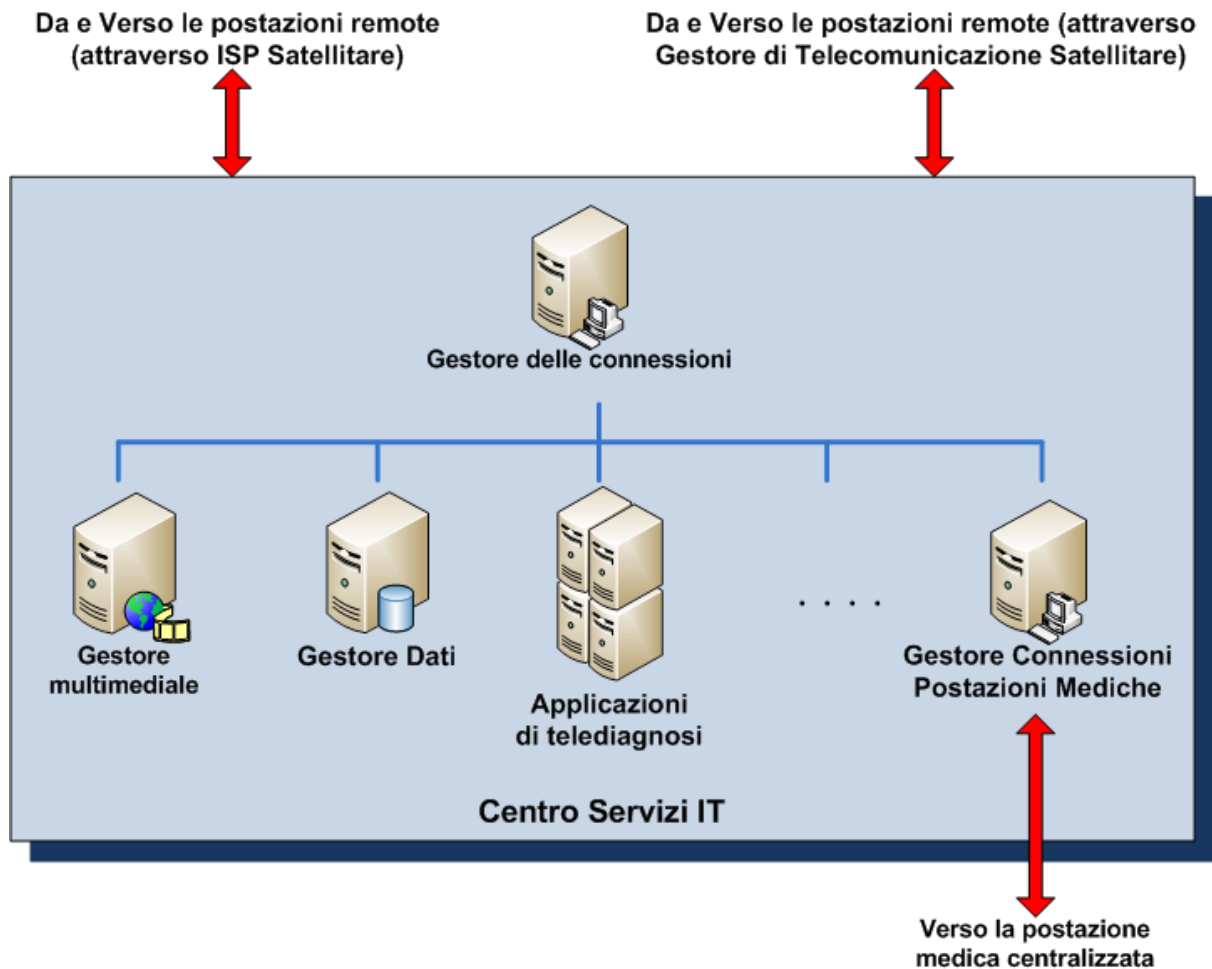 Da e Verso le postazioni remote
(attraverso ISP Satellitare)
Da e Verso le postazioni remote (attraverso
Gestore di Telecomunicazione Satellitare)
Gestore delle connessioni
Gestore
multimediale
Gestore Dati
Applicazioni
di telediagnosi
. . . .
Gestore Connessioni
Postazioni Mediche
Centro Servizi IT
Verso la postazione
medica centralizzata